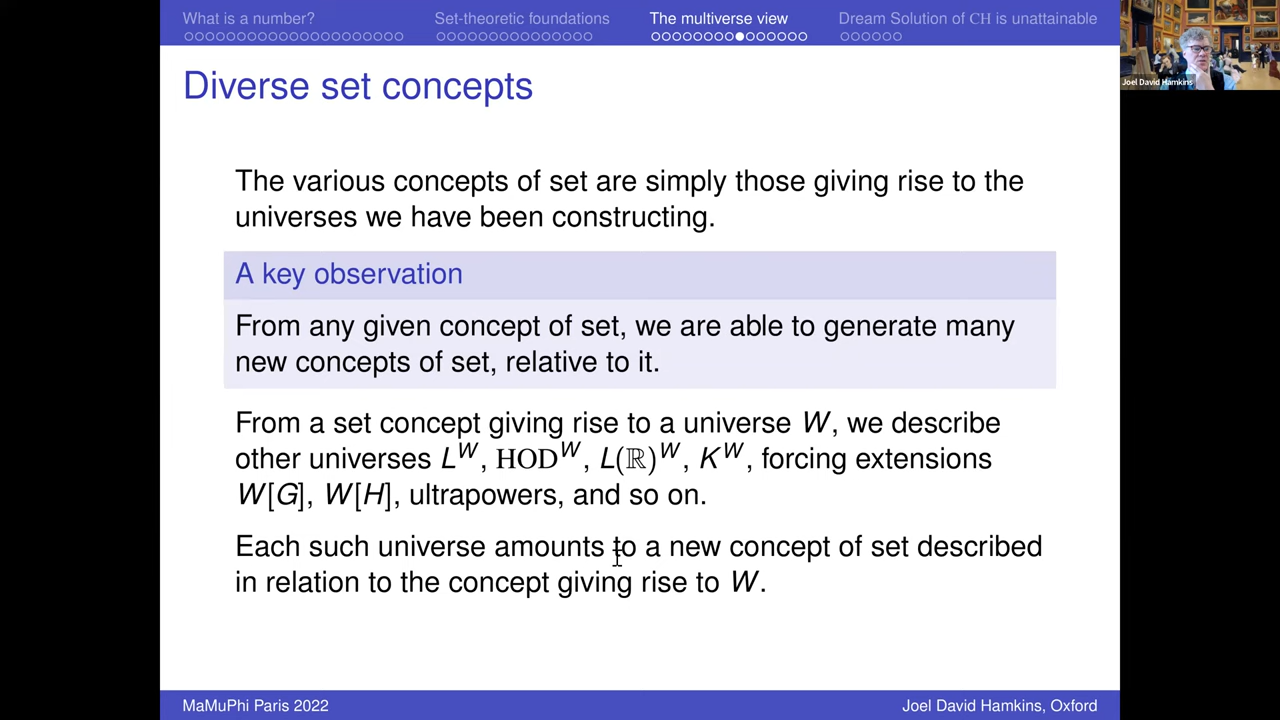 What is a number? Set-theoretic foundations The multiverse view Dream Solution of CH is unattainable
Joel David Hamkins
Diverse set concepts
The various concepts of set are simply those giving rise to the
universes we have been constructing.
A key observation
From any given concept of set, we are able to generate many
new concepts of set, relative to it.
From a set concept giving rise to a universe W, we describe
other universes L^W, HOD^W, L(ℝ)^W, K^W, forcing extensions
W[G], W[H], ultrapowers, and so on.
Each such universe amounts to a new concept of set described
in relation to the concept giving rise to W.
MaMuPhi Paris 2022 Joel David Hamkins, Oxford